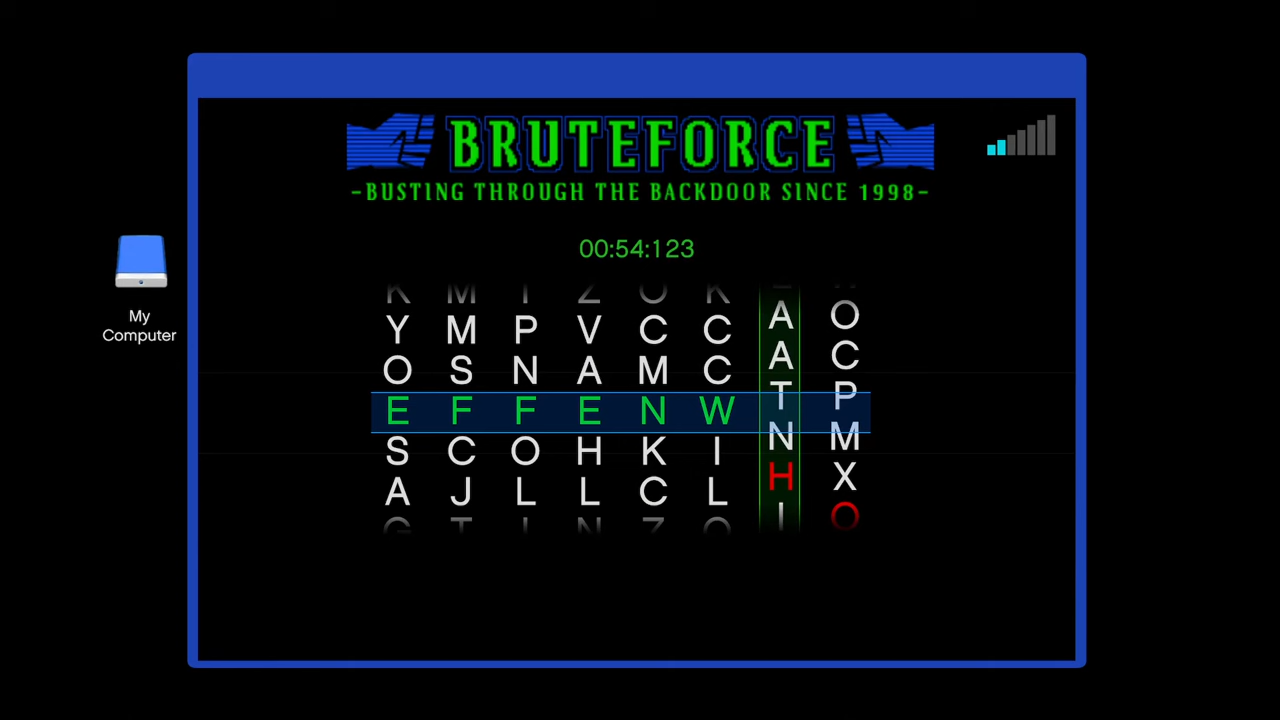 BRUTEFORCE
-BUSTING THROUGH THE BACKDOOR SINCE 1998-
00:54:123
My
Computer
K M Z O K
Y M P V C C A O
O S N A M C A C
E F F E N W T P
S C O H K I N M
A J L L C L H X
G T I N Z Q I O